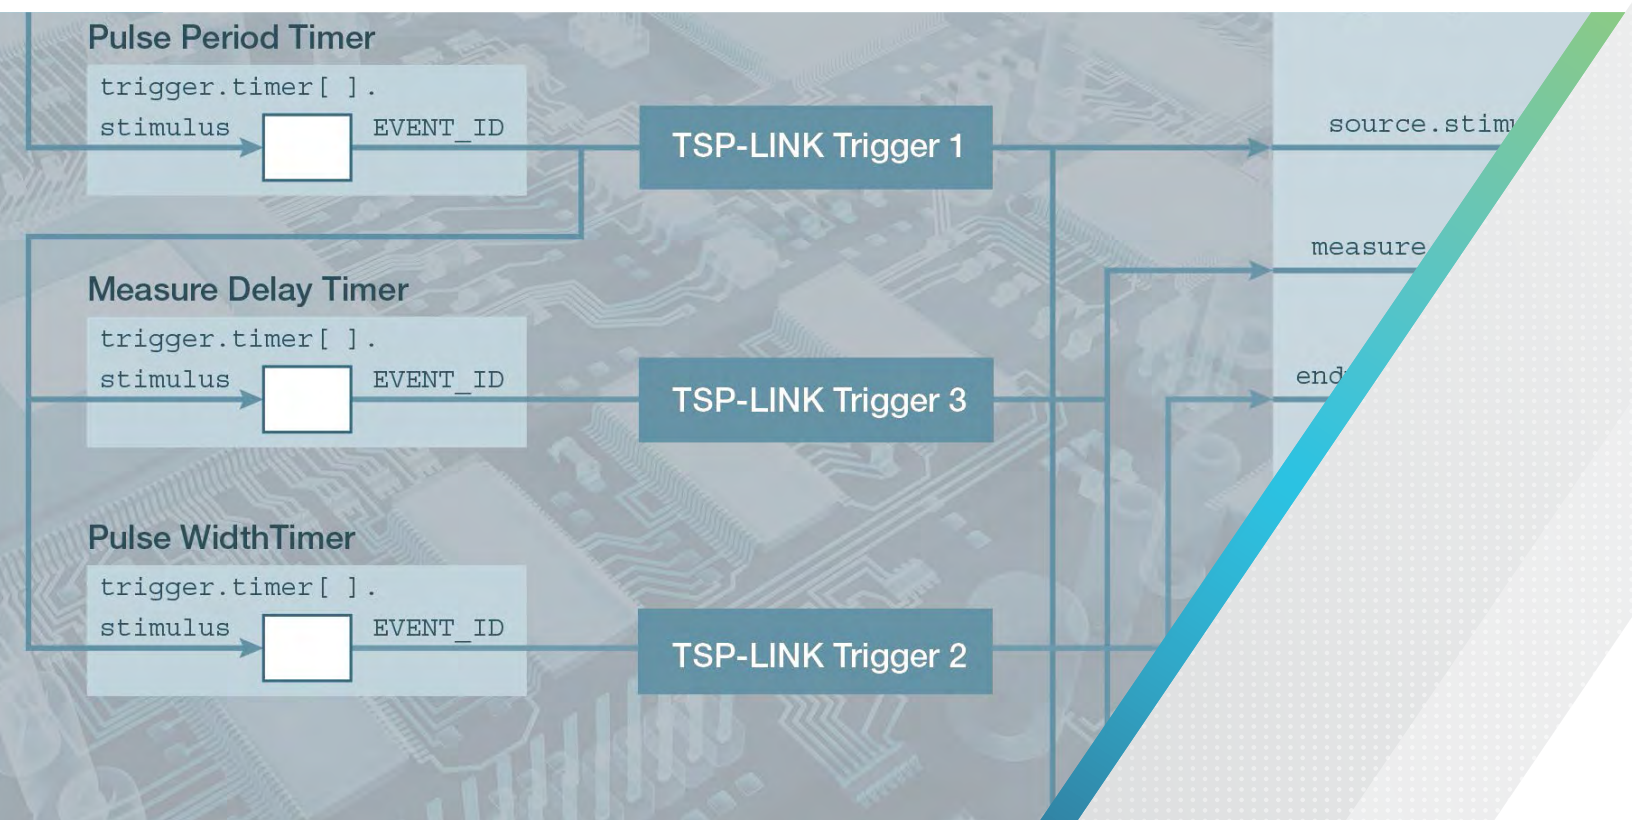 Pulse Period Timer
trigger.timer[ ].
stimulus EVENT_ID
TSP-LINK Trigger 1
source.stimu
measure
Measure Delay Timer
trigger.timer[ ].
stimulus EVENT_ID
TSP-LINK Trigger 3
end
Pulse WidthTimer
trigger.timer[ ].
stimulus EVENT_ID
TSP-LINK Trigger 2